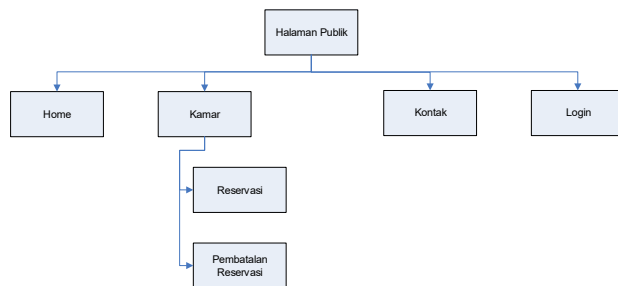 Halaman Publik
Home
Kamar
Kontak
Login
Reservasi
Pembatalan
Reservasi